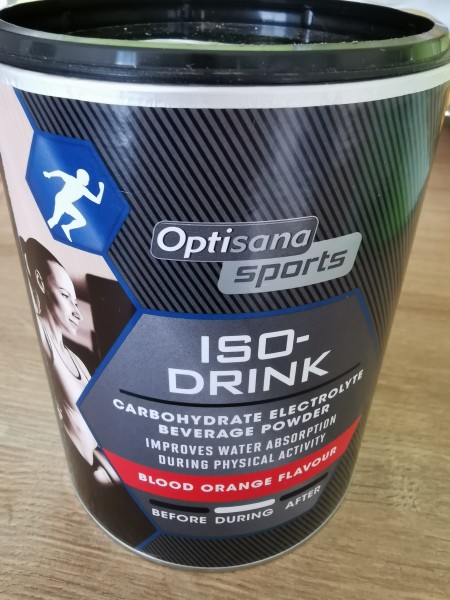 Optisana
sports
ISO-
DRINK
CARBOHYDRATE ELECTROLYTE
BEVERAGE POWDER
IMPROVES WATER ABSORPTION
DURING PHYSICAL ACTIVITY
BLOOD ORANGE FLAVOUR
BEFORE DURING AFTER